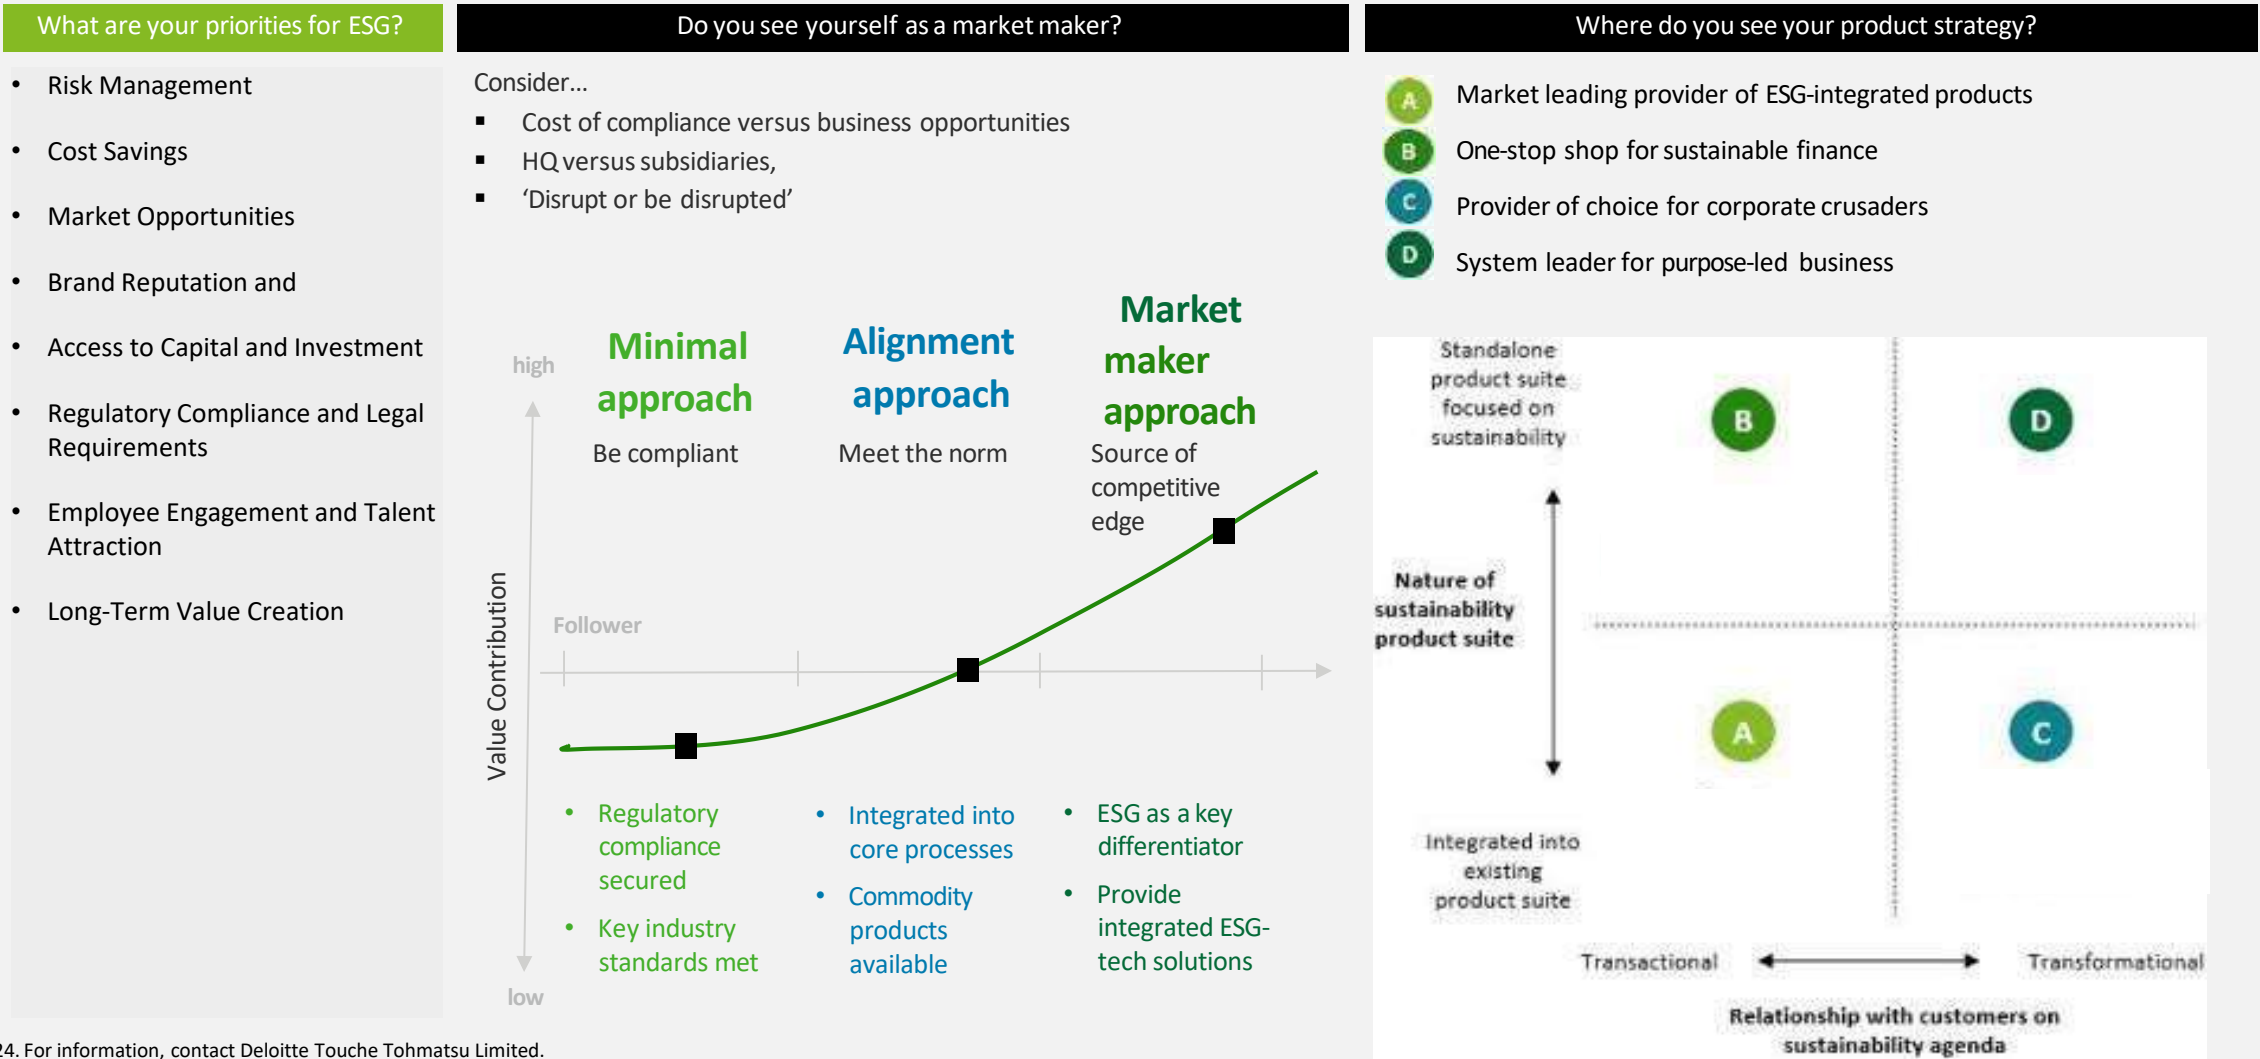 What are your priorities for ESG?
Risk Management
Cost Savings
Market Opportunities
Brand Reputation and
Access to Capital and Investment
Regulatory Compliance and Legal
Requirements
Employee Engagement and Talent
Attraction
Long-Term Value Creation
Do you see yourself as a market maker?
Consider...
Cost of compliance versus business opportunities
HQ versus subsidiaries,
‘Disrupt or be disrupted’
high
Minimal
approach
Be compliant
Alignment
approach
Meet the norm
Market
maker
approach
Source of
competitive
edge
Value Contribution
Follower
low
Regulatory
compliance
secured
Key industry
standards met
Integrated into
core processes
Commodity
products
available
ESG as a key
differentiator
Provide
integrated ESG-
tech solutions
Where do you see your product strategy?
A Market leading provider of ESG-integrated products
B One-stop shop for sustainable finance
C Provider of choice for corporate crusaders
D System leader for purpose-led business
Standalone
product suite
focused on
sustainability
B
D
Nature of
sustainability
product suite
A
C
Integrated into
existing
product suite
Transactional
Transformational
Relationship with customers on
sustainability agenda
24. For information, contact Deloitte Touche Tohmatsu Limited.